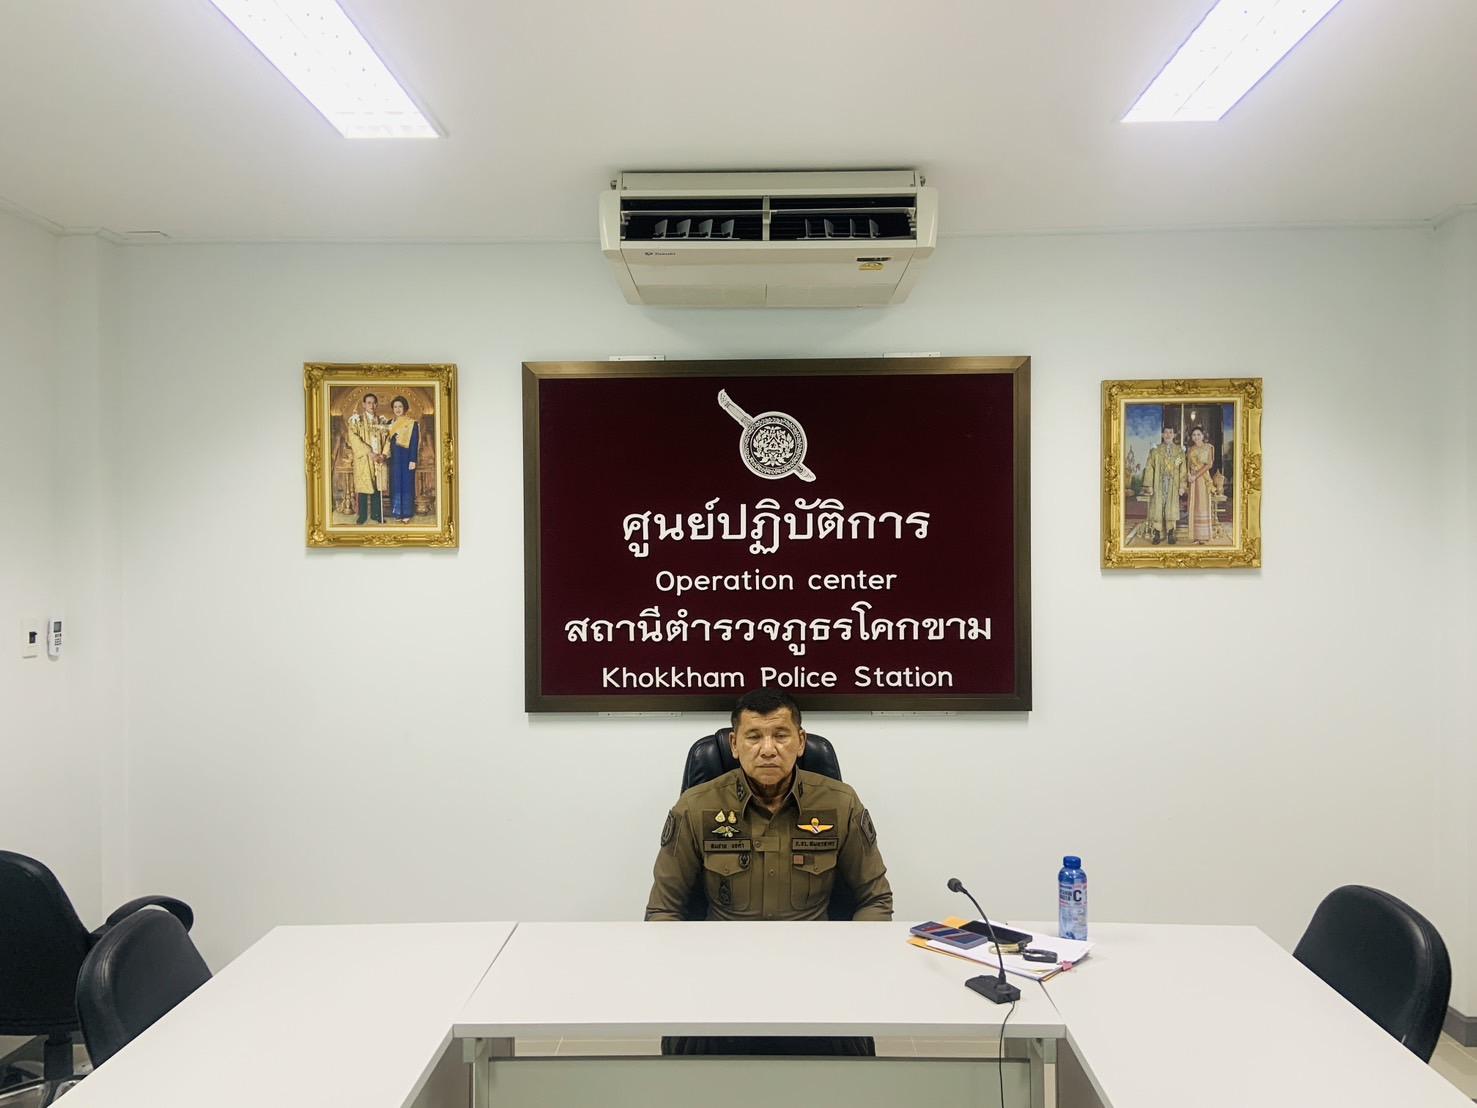 ศูนย์ปฏิบัติการ
Operation center
สถานีตำรวจภูธรโคกขาม
Khokkham Police Station
C